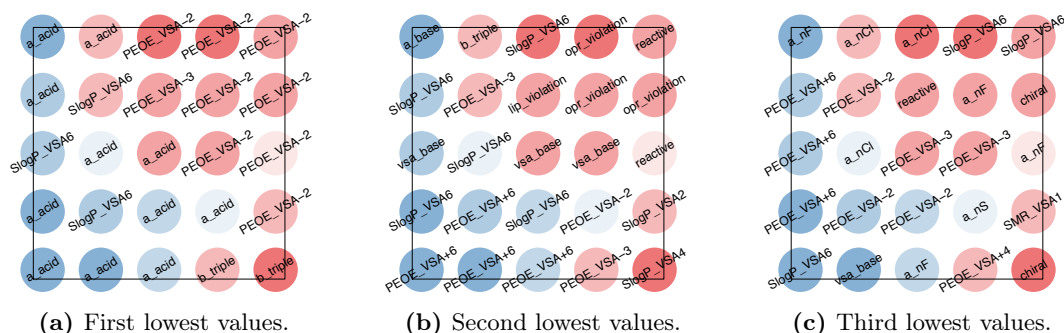 a_acid a_acid PEOE_VSA−2 PEOE_VSA−2 PEOE_VSA−2
a_acid SlogP_VSA6 PEOE_VSA−3 PEOE_VSA−2 PEOE_VSA−2
SlogP_VSA6 a_acid a_acid PEOE_VSA−2 PEOE_VSA−2
a_acid SlogP_VSA6 a_acid a_acid PEOE_VSA−2
a_acid a_acid a_acid b_triple b_triple
(a) First lowest values.
a_base b_triple SlogP_VSA6 opr_violation reactive
SlogP_VSA6 PEOE_VSA−3 lip_violation opr_violation opr_violation
vsa_base SlogP_VSA6 vsa_base vsa_base reactive
SlogP_VSA6 PEOE_VSA+6 SlogP_VSA6 PEOE_VSA−2 SlogP_VSA2
PEOE_VSA+6 PEOE_VSA+6 PEOE_VSA+6 PEOE_VSA−3 SlogP_VSA4
(b) Second lowest values.
a_nF a_nCl a_nCl SlogP_VSA6 SlogP_VSA6
PEOE_VSA+6 PEOE_VSA−2 reactive a_nF chiral
PEOE_VSA+6 a_nCl PEOE_VSA−3 PEOE_VSA−3 a_nF
PEOE_VSA+6 PEOE_VSA−2 PEOE_VSA−2 a_nS SMR_VSA1
SlogP_VSA6 vsa_base a_nF PEOE_VSA+4 chiral
(c) Third lowest values.